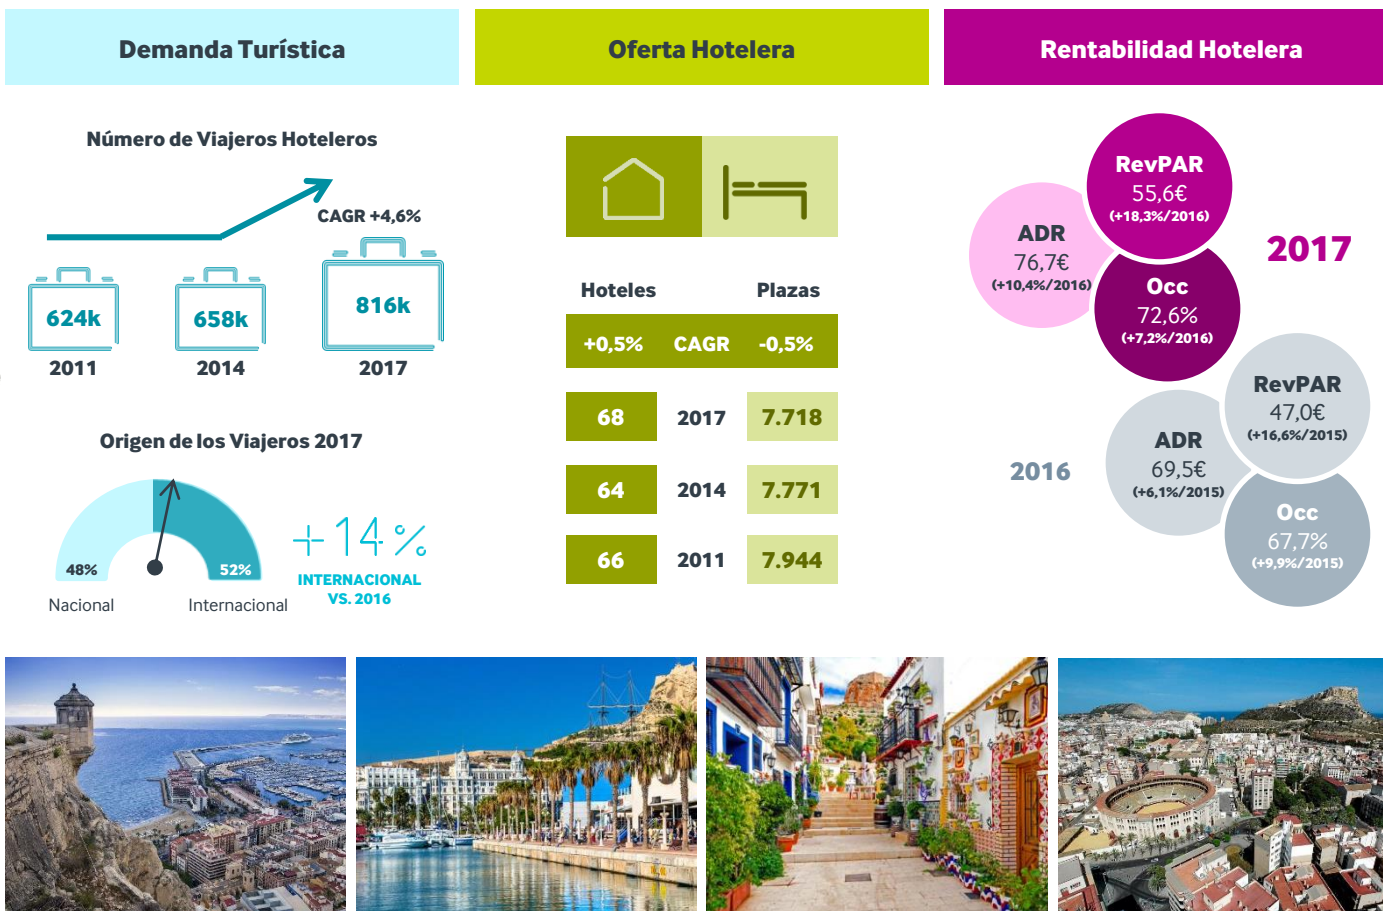 Demanda Turística
Número de Viajeros Hoteleros
CAGR +4,6%
624k
658k
816k
2011
2014
2017
Origen de los Viajeros 2017
48%
52%
Nacional
Internacional
+14%
INTERNACIONAL
VS. 2016
Oferta Hotelera
Hoteles
Plazas
+0,5% CAGR -0,5%
68 2017 7.718
64 2014 7.771
66 2011 7.944
Rentabilidad Hotelera
2017
RevPAR
55,6€
(+18,3%/2016)
ADR
76,7€
(+10,4%/2016)
Occ
72,6%
(+7,2%/2016)
2016
RevPAR
47,0€
(+16,6%/2015)
ADR
69,5€
(+6,1%/2015)
Occ
67,7%
(+9,9%/2015)